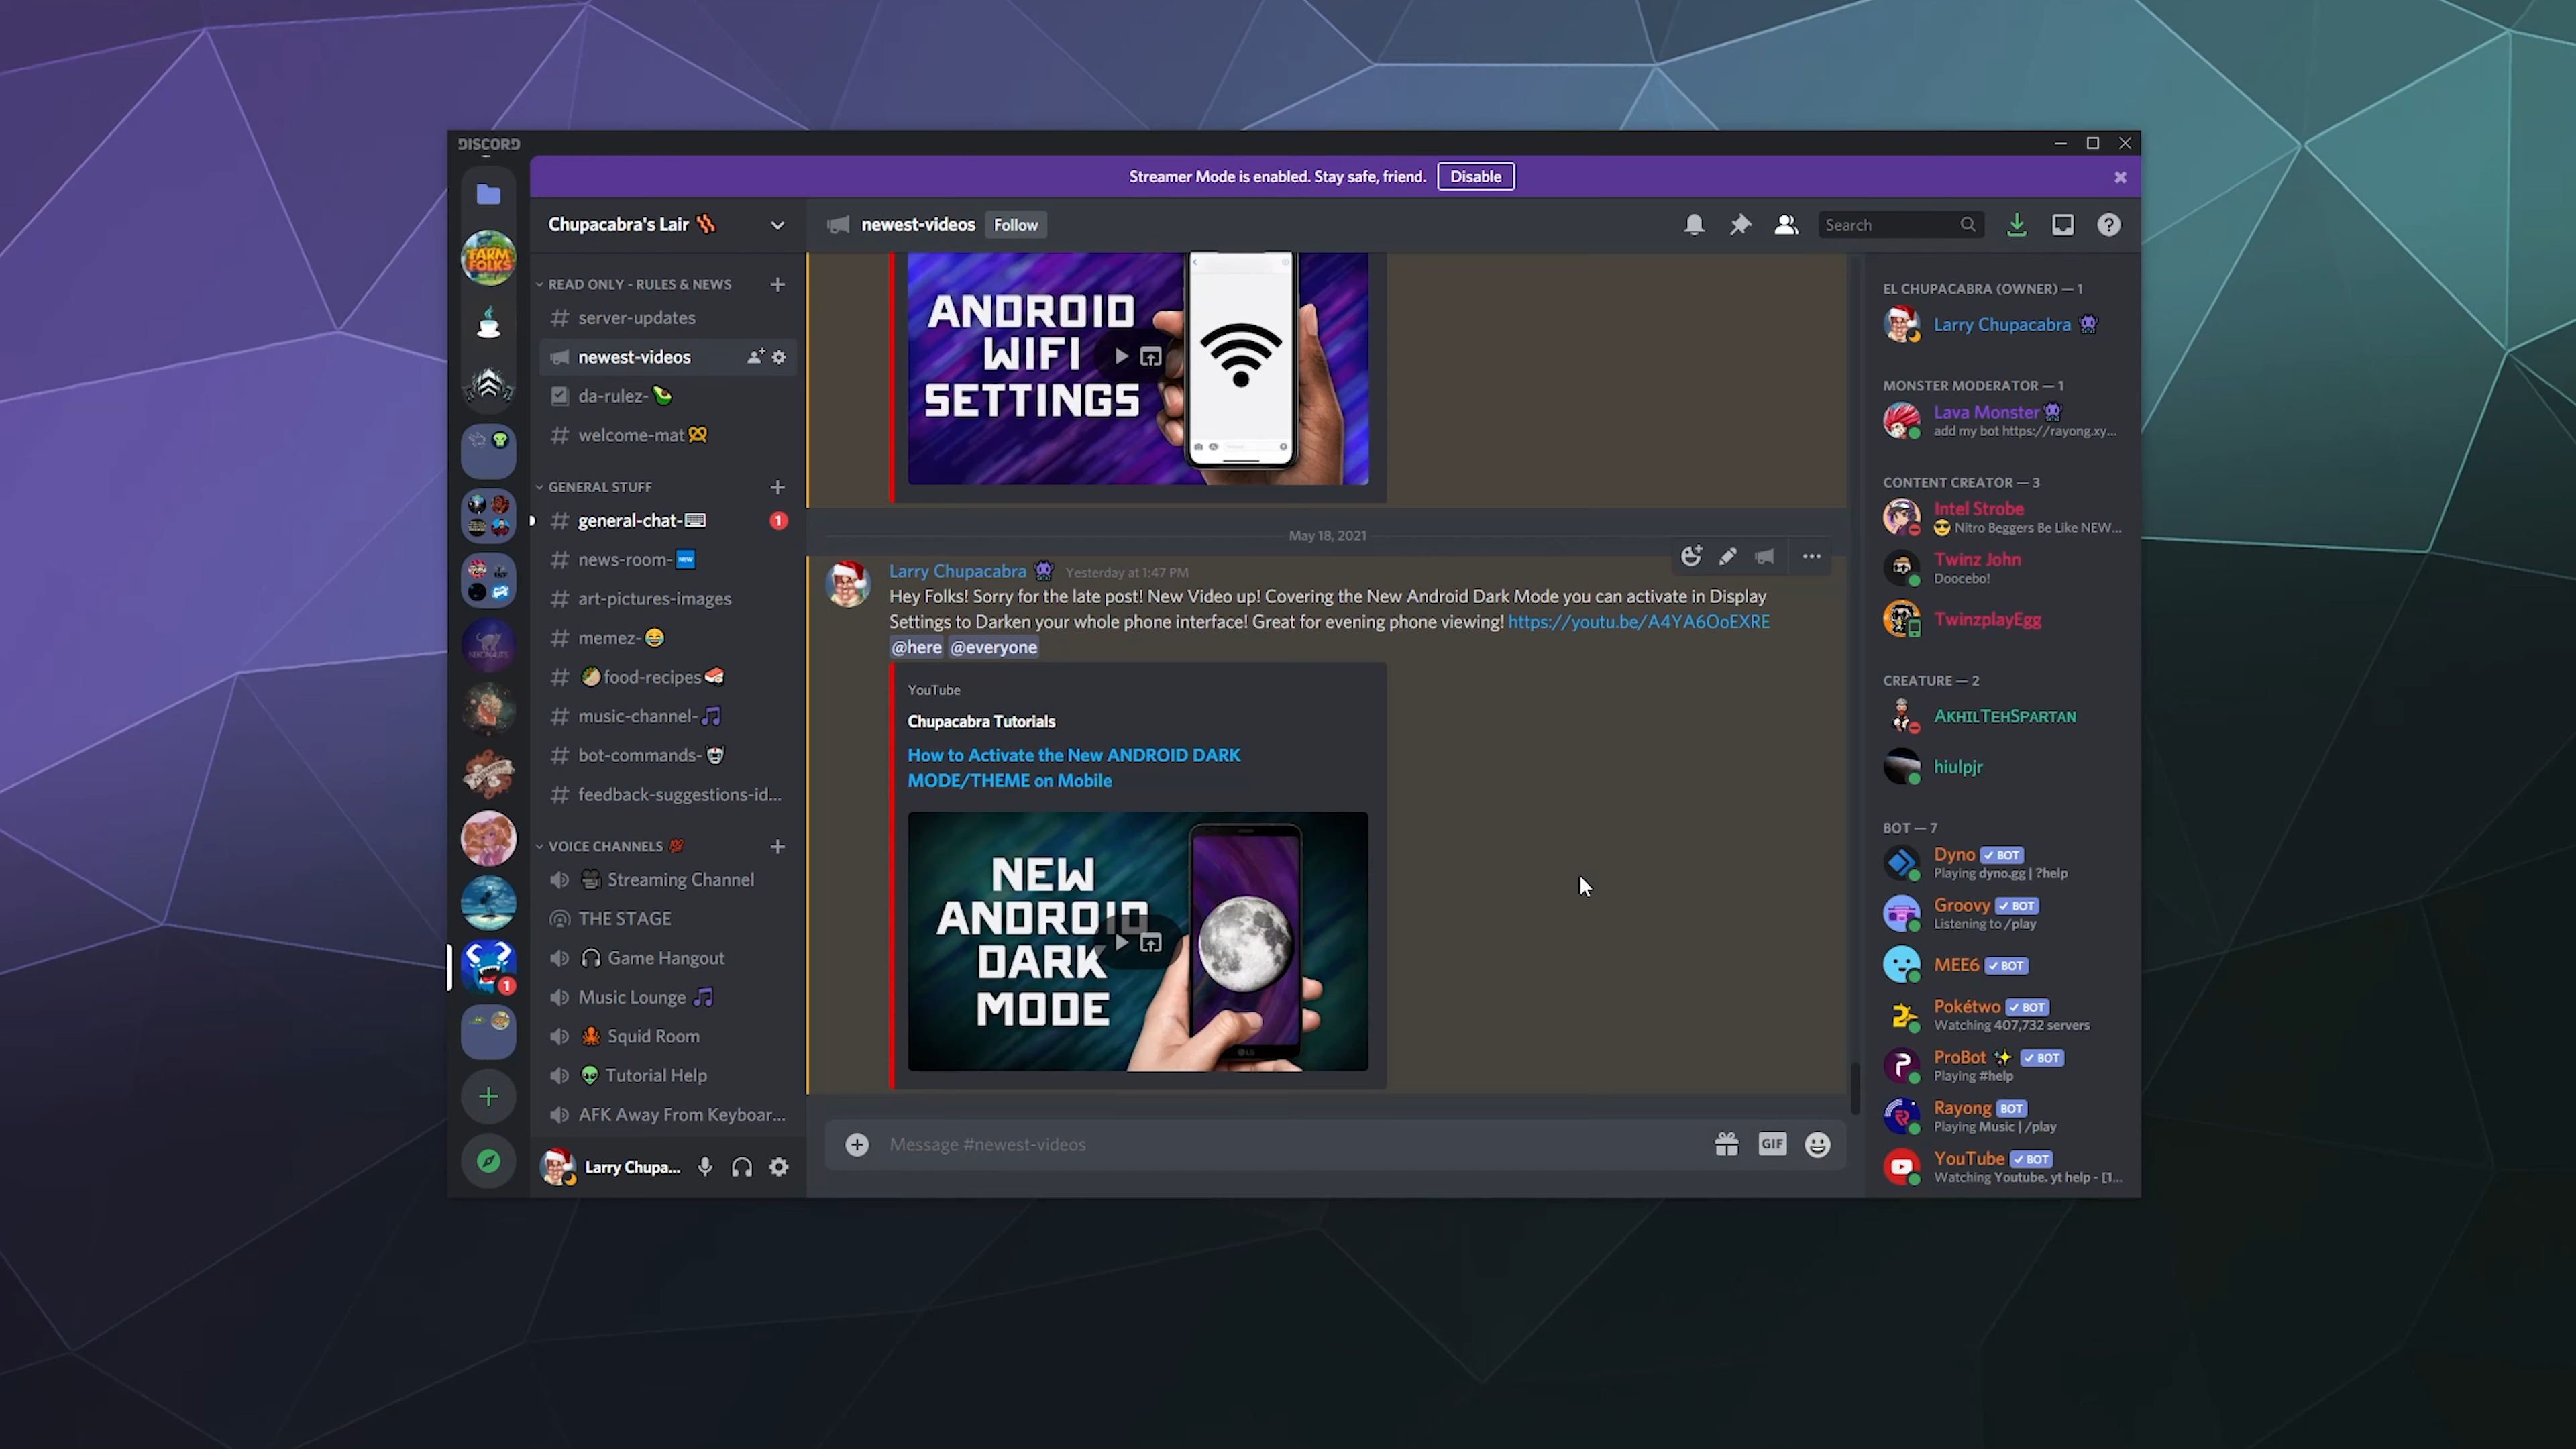 DISCORD
Streamer Mode is enabled. Stay safe, friend. Disable
Chupacabra's Lair
newest-videos Follow
Search
READ ONLY - RULES & NEWS
server-updates
newest-videos
da-rulez-
welcome-mat
GENERAL STUFF
general-chat-
1
news-room-
NEW
art-pictures-images
memez-
food-recipes
music-channel-
bot-commands-
feedback-suggestions-id...
VOICE CHANNELS 100
Streaming Channel
THE STAGE
Game Hangout
Music Lounge
Squid Room
Tutorial Help
AFK Away From Keyboar...
Larry Chupa...
FARM
FOLKS
1
ANDROID
WIFI
SETTINGS
May 18, 2021
Larry Chupacabra Yesterday at 1:47 PM
Hey Folks! Sorry for the late post! New Video up! Covering the New Android Dark Mode you can activate in Display
Settings to Darken your whole phone interface! Great for evening phone viewing! https://youtu.be/A4YA6OoEXRE
@here @everyone
YouTube
Chupacabra Tutorials
How to Activate the New ANDROID DARK
MODE/THEME on Mobile
NEW
ANDROID
DARK
MODE
LG
Message #newest-videos
GIF
EL CHUPACABRA (OWNER) — 1
Larry Chupacabra
MONSTER MODERATOR — 1
Lava Monster
add my bot https://rayong.xy...
CONTENT CREATOR — 3
Intel Strobe
Nitro Beggers Be Like NEW...
Twinz John
Doocebo!
TwinzplayEgg
CREATURE — 2
AKHILTEHSPARTAN
hiulpjr
BOT — 7
Dyno BOT
Playing dyno.gg | ?help
Groovy BOT
Listening to /play
MEE6 BOT
Pokétwo BOT
Watching 407,732 servers
ProBot BOT
Playing #help
Rayong BOT
Playing Music | /play
YouTube BOT
Watching Youtube. yt help - [1...